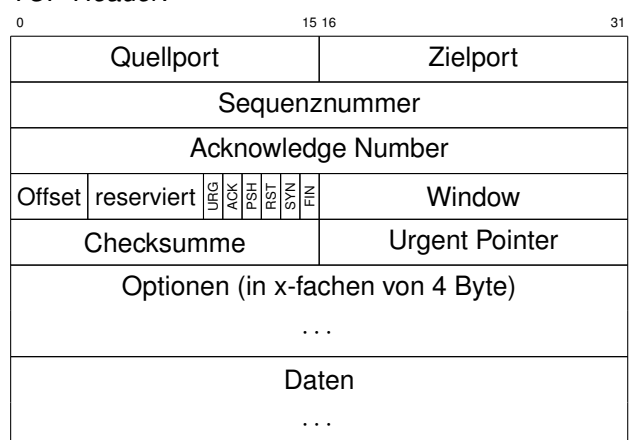 TCP-Header:
0 15 16 31
Quellport Zielport
Sequenznummer
Acknowledge Number
Offset reserviert URG ACK PSH RST SYN FIN Window
Checksumme Urgent Pointer
Optionen (in x-fachen von 4 Byte)
. . .
Daten
. . .